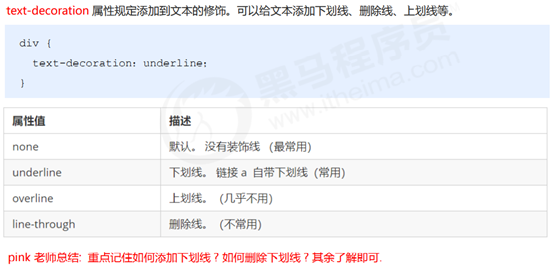 text-decoration 属性规定添加到文本的修饰。可以给文本添加下划线、删除线、上划线等。
div {
text-decoration：underline；
}
属性值 描述
none 默认。没有装饰线 (最常用)
underline 下划线。链接 a 自带下划线 (常用)
overline 上划线。 (几乎不用)
line-through 删除线。 (不常用)
pink 老师总结: 重点记住如何添加下划线 ? 如何删除下划线 ? 其余了解即可.
黑马程序员
www.itheima.com